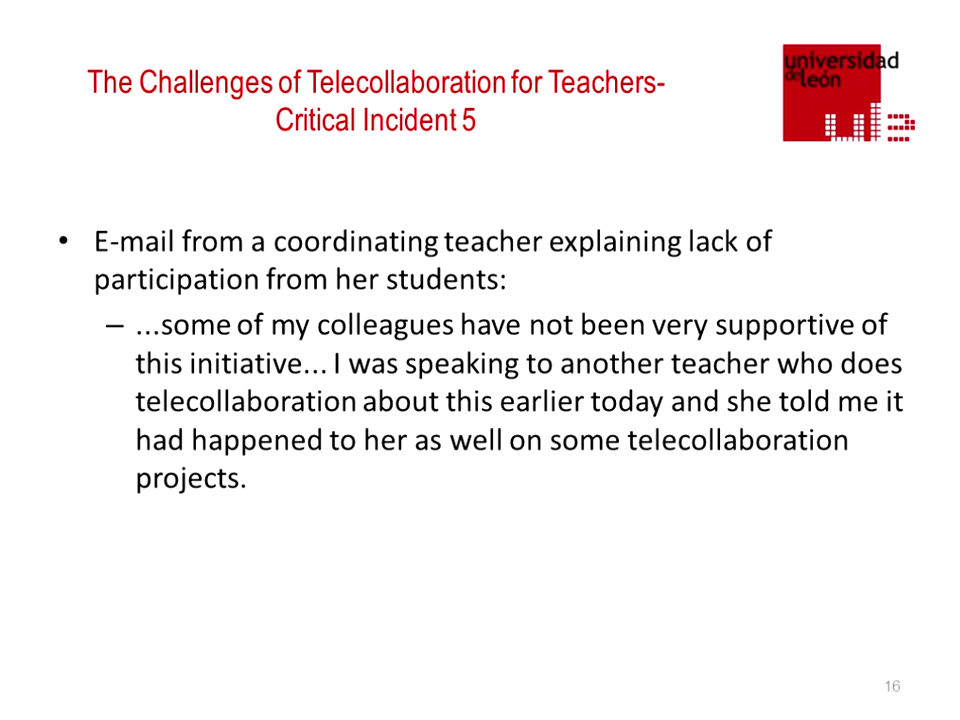 The Challenges of Telecollaboration for Teachers-
Critical Incident 5
universidad
de león
• E-mail from a coordinating teacher explaining lack of
participation from her students:
– ...some of my colleagues have not been very supportive of
this initiative... I was speaking to another teacher who does
telecollaboration about this earlier today and she told me it
had happened to her as well on some telecollaboration
projects.
16